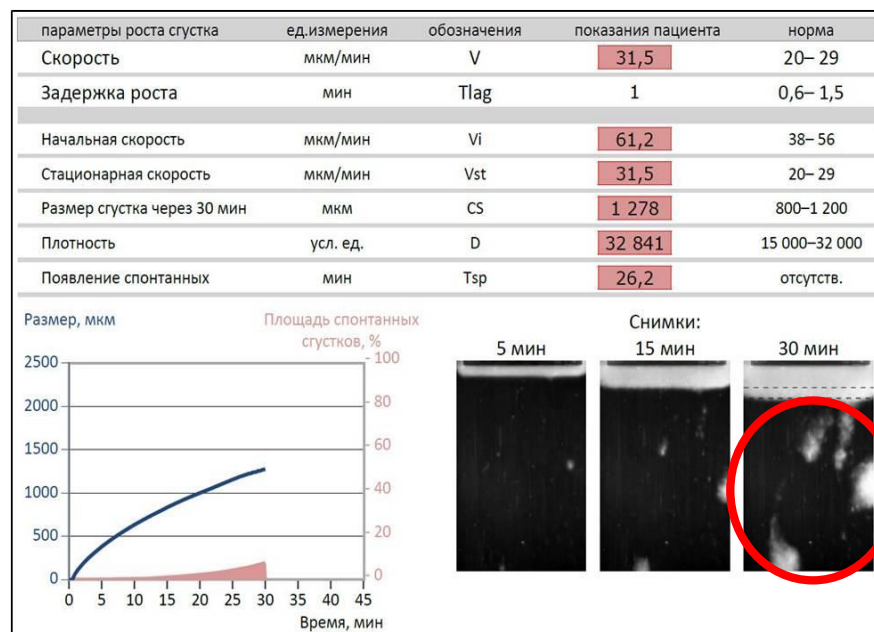 параметры роста сгустка ед.измерения обозначения показания пациента норма
Скорость мкм/мин V 31,5 20– 29
Задержка роста мин Tlag 1 0,6– 1,5
Начальная скорость мкм/мин Vi 61,2 38– 56
Стационарная скорость мкм/мин Vst 31,5 20– 29
Размер сгустка через 30 мин мкм CS 1 278 800–1 200
Плотность усл. ед. D 32 841 15 000–32 000
Появление спонтанных мин Tsp 26,2 отсутств.
Размер, мкм
Площадь спонтанных
сгустков, %
2500
2000
1500
1000
500
0
100
80
60
40
20
0
0 5 10 15 20 25 30 35 40 45
Время, мин
Снимки:
5 мин 15 мин 30 мин